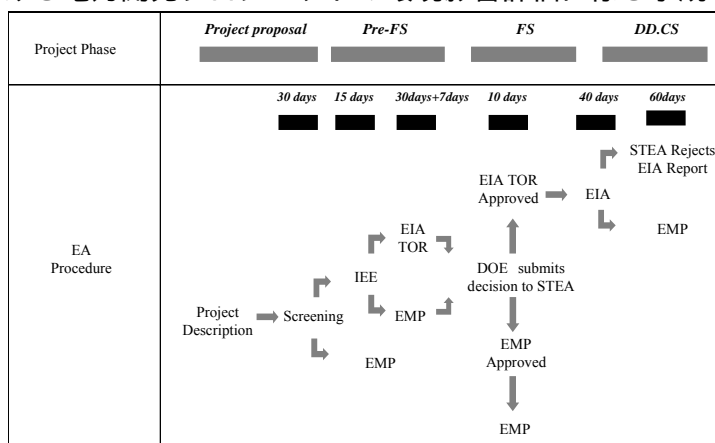 Project Phase
Project proposal
Pre-FS
FS
DD.CS
30 days
15 days
30days+7days
10 days
40 days
60days
EA
Procedure
Project
Description
Screening
IEE
EMP
EIA
TOR
EMP
DOE submits
decision to STEA
EIA TOR
Approved
EMP
Approved
EMP
EIA
STEA Rejects
EIA Report
EMP